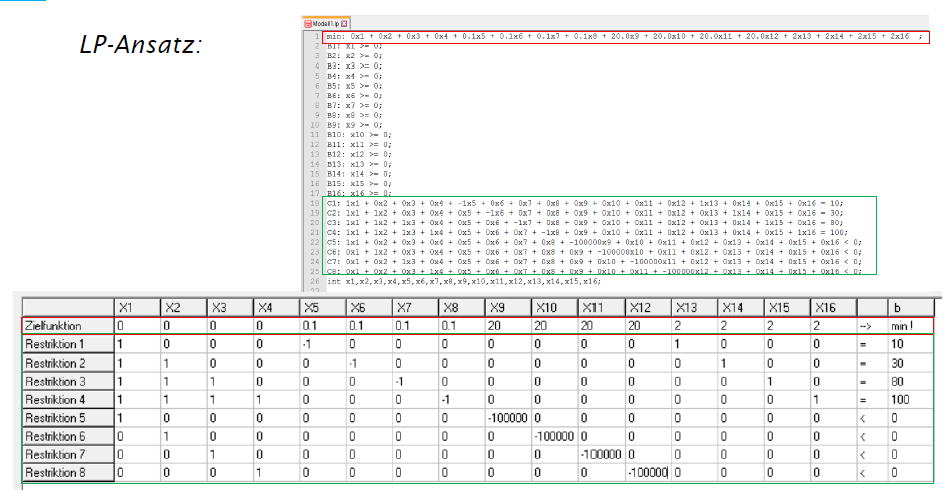 LP-Ansatz:
Modell1.lp
1 min: 0x1 + 0x2 + 0x3 + 0x4 + 0.1x5 + 0.1x6 + 0.1x7 + 0.1x8 + 20.0x9 + 20.0x10 + 20.0x11 + 20.0x12 + 2x13 + 2x14 + 2x15 + 2x16 ;
2 B1: x1 >= 0;
3 B2: x2 >= 0;
4 B3: x3 >= 0;
5 B4: x4 >= 0;
6 B5: x5 >= 0;
7 B6: x6 >= 0;
8 B7: x7 >= 0;
9 B8: x8 >= 0;
10 B9: x9 >= 0;
11 B10: x10 >= 0;
12 B11: x11 >= 0;
13 B12: x12 >= 0;
14 B13: x13 >= 0;
15 B14: x14 >= 0;
16 B15: x15 >= 0;
17 B16: x16 >= 0;
18 C1: 1x1 + 0x2 + 0x3 + 0x4 + -1x5 + 0x6 + 0x7 + 0x8 + 0x9 + 0x10 + 0x11 + 0x12 + 1x13 + 0x14 + 0x15 + 0x16 = 10;
19 C2: 1x1 + 1x2 + 0x3 + 0x4 + 0x5 + -1x6 + 0x7 + 0x8 + 0x9 + 0x10 + 0x11 + 0x12 + 0x13 + 1x14 + 0x15 + 0x16 = 30;
20 C3: 1x1 + 1x2 + 1x3 + 0x4 + 0x5 + 0x6 + -1x7 + 0x8 + 0x9 + 0x10 + 0x11 + 0x12 + 0x13 + 0x14 + 1x15 + 0x16 = 80;
21 C4: 1x1 + 1x2 + 1x3 + 1x4 + 0x5 + 0x6 + 0x7 + -1x8 + 0x9 + 0x10 + 0x11 + 0x12 + 0x13 + 0x14 + 0x15 + 1x16 = 100;
22 C5: 1x1 + 0x2 + 0x3 + 0x4 + 0x5 + 0x6 + 0x7 + 0x8 + -100000x9 + 0x10 + 0x11 + 0x12 + 0x13 + 0x14 + 0x15 + 0x16 < 0;
23 C6: 0x1 + 1x2 + 0x3 + 0x4 + 0x5 + 0x6 + 0x7 + 0x8 + 0x9 + -100000x10 + 0x11 + 0x12 + 0x13 + 0x14 + 0x15 + 0x16 < 0;
24 C7: 0x1 + 0x2 + 1x3 + 0x4 + 0x5 + 0x6 + 0x7 + 0x8 + 0x9 + 0x10 + -100000x11 + 0x12 + 0x13 + 0x14 + 0x15 + 0x16 < 0;
25 C8: 0x1 + 0x2 + 0x3 + 1x4 + 0x5 + 0x6 + 0x7 + 0x8 + 0x9 + 0x10 + 0x11 + -100000x12 + 0x13 + 0x14 + 0x15 + 0x16 < 0;
26 int x1,x2,x3,x4,x5,x6,x7,x8,x9,x10,x11,x12,x13,x14,x15,x16;
X1 X2 X3 X4 X5 X6 X7 X8 X9 X10 X11 X12 X13 X14 X15 X16 b
Zielfunktion 0 0 0 0 0.1 0.1 0.1 0.1 20 20 20 20 2 2 2 2 --> min !
Restriktion 1 1 0 0 0 -1 0 0 0 0 0 0 0 1 0 0 0 = 10
Restriktion 2 1 1 0 0 0 -1 0 0 0 0 0 0 0 1 0 0 = 30
Restriktion 3 1 1 1 0 0 0 -1 0 0 0 0 0 0 0 1 0 = 80
Restriktion 4 1 1 1 1 0 0 0 -1 0 0 0 0 0 0 0 1 = 100
Restriktion 5 1 0 0 0 0 0 0 0 -100000 0 0 0 0 0 0 0 < 0
Restriktion 6 0 1 0 0 0 0 0 0 0 -100000 0 0 0 0 0 0 < 0
Restriktion 7 0 0 1 0 0 0 0 0 0 0 -100000 0 0 0 0 0 < 0
Restriktion 8 0 0 0 1 0 0 0 0 0 0 0 -100000 0 0 0 0 < 0